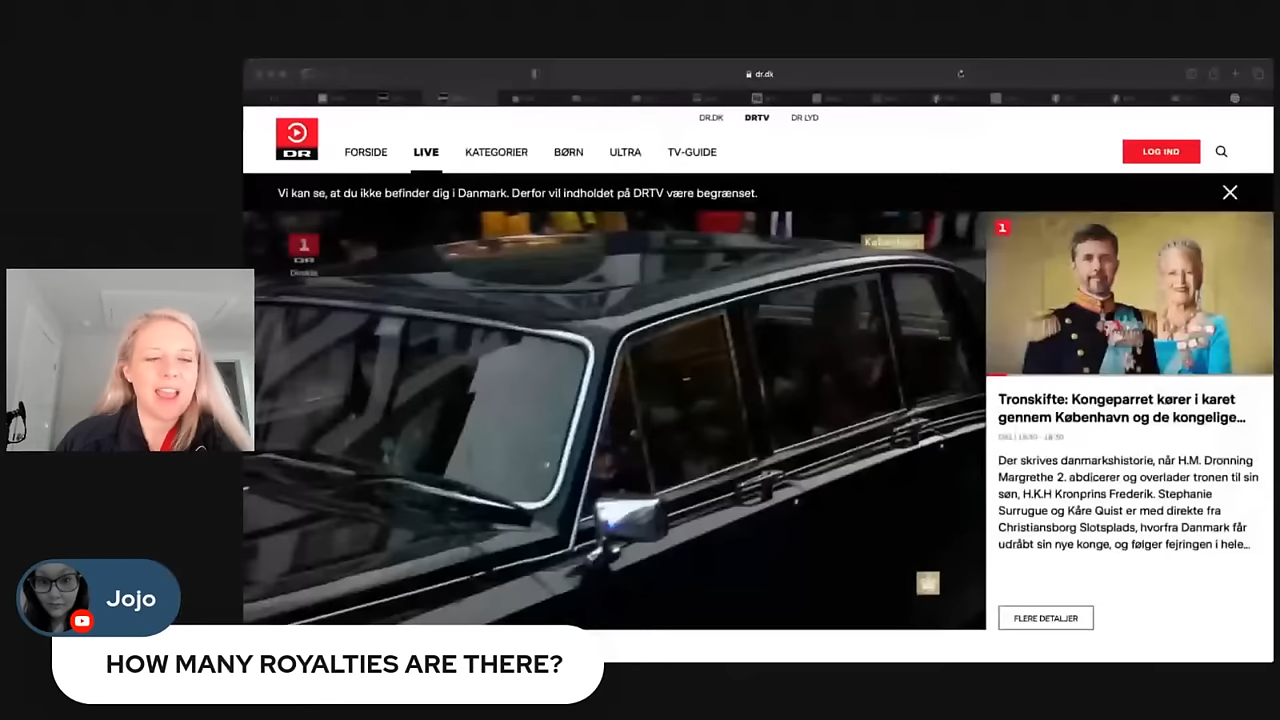 dr.dk
DR.DK DRTV DR LYD
DR
FORSIDE LIVE KATEGORIER BØRN ULTRA TV-GUIDE
LOG IND
Vi kan se, at du ikke befinder dig i Danmark. Derfor vil indholdet på DRTV være begrænset.
1
DR
Direkte
København
1
Tronskifte: Kongeparret kører i karet
gennem København og de kongelige...
Der skrives danmarkshistorie, når H.M. Dronning
Margrethe 2. abdicerer og overlader tronen til sin
søn, H.K.H Kronprins Frederik. Stephanie
Surrugue og Kåre Quist er med direkte fra
Christiansborg Slotsplads, hvorfra Danmark får
udråbt sin nye konge, og følger fejringen i hele...
FLERE DETALJER
Jojo
HOW MANY ROYALTIES ARE THERE?